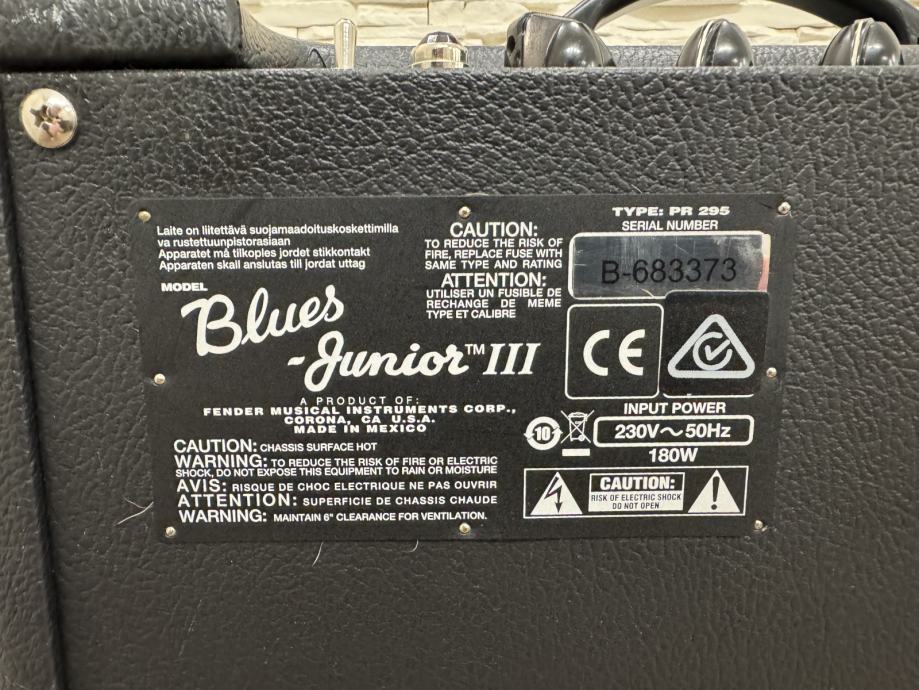 Laite on liitettävä suojamaadoituskoskettimilla
va rustettuunpistorasiaan
Apparatet må tilkoples jordet stikkontakt
Apparaten skall anslutas till jordat uttag
CAUTION:
TO REDUCE THE RISK OF
FIRE, REPLACE FUSE WITH
SAME TYPE AND RATING
ATTENTION:
UTILISER UN FUSIBLE DE
RECHANGE DE MEME
TYPE ET CALIBRE
TYPE: PR 295
SERIAL NUMBER
B-683373
MODEL
Blues
Junior™ III
A PRODUCT OF:
FENDER MUSICAL INSTRUMENTS CORP.,
CORONA, CA U.S.A.
MADE IN MEXICO
CE
INPUT POWER
10
230V~50Hz
180W
CAUTION: CHASSIS SURFACE HOT
WARNING: TO REDUCE THE RISK OF FIRE OR ELECTRIC
SHOCK, DO NOT EXPOSE THIS EQUIPMENT TO RAIN OR MOISTURE
AVIS: RISQUE DE CHOC ELECTRIQUE NE PAS OUVRIR
ATTENTION: SUPERFICIE DE CHASSIS CHAUDE
WARNING: MAINTAIN 6" CLEARANCE FOR VENTILATION.
CAUTION:
RISK OF ELECTRIC SHOCK
DO NOT OPEN